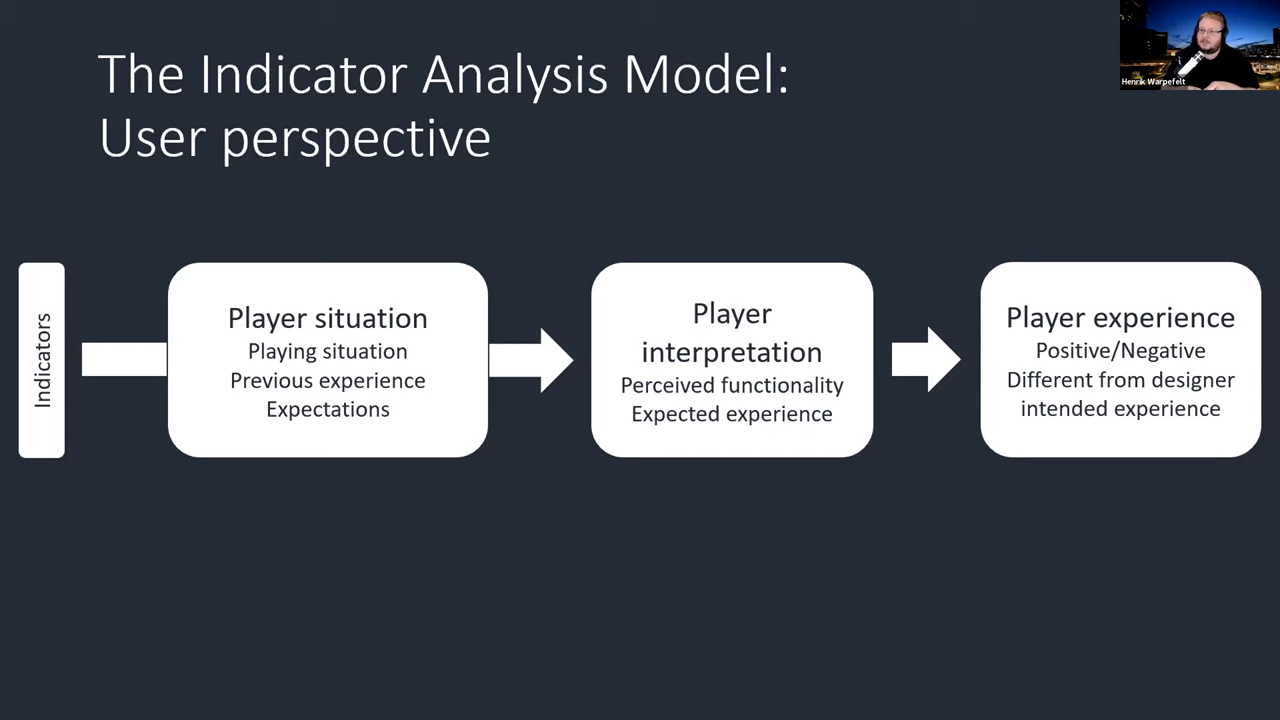 The Indicator Analysis Model:
User perspective
Henrik Warpefelt
Indicators
Player situation
Playing situation
Previous experience
Expectations
Player
interpretation
Perceived functionality
Expected experience
Player experience
Positive/Negative
Different from designer
intended experience